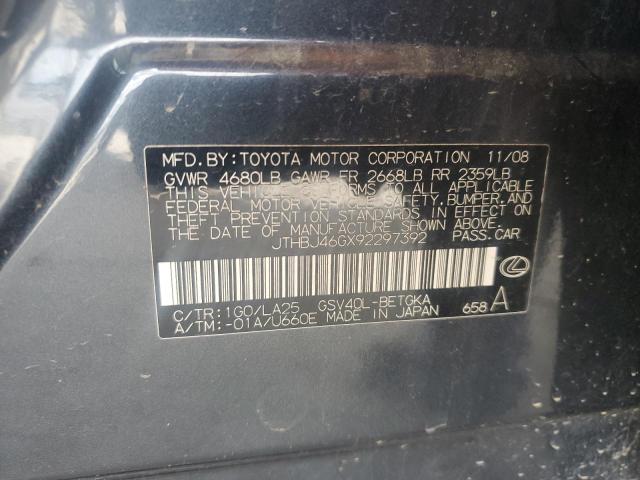 MFD. BY: TOYOTA MOTOR CORPORATION 11/08
GVWR 4680LB GAWR FR 2668LB RR 2359LB
THIS VEHICLE CONFORMS TO ALL APPLICABLE
FEDERAL MOTOR VEHICLE SAFETY, BUMPER, AND
THEFT PREVENTION STANDARDS IN EFFECT ON
THE DATE OF MANUFACTURE SHOWN ABOVE.
JTHBJ46GX92297392 PASS. CAR
C/TR: 1G0/LA25 GSV40L-BETGKA
A/TM: -01A/U660E MADE IN JAPAN 658 A